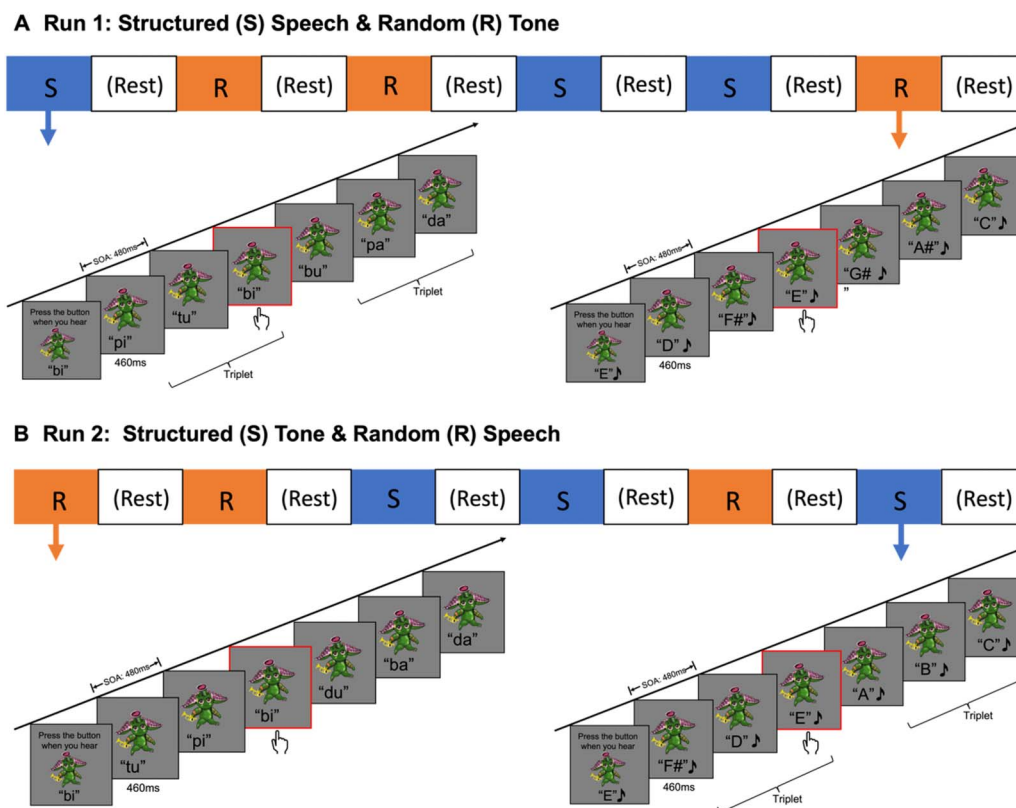 A Run 1: Structured (S) Speech & Random (R) Tone
S (Rest) R (Rest) R (Rest) S (Rest) S (Rest) R (Rest)
SOA: 480ms
Press the button
when you hear
"bi"
"pi"
460ms
"tu"
"bi"
"bu"
"pa"
"da"
Triplet
Triplet
SOA: 480ms
Press the button
when you hear
"E"♪
"D"♪
460ms
"F#"♪
"E"♪
"G# ♪
"
"A#"♪
"C"♪
B Run 2: Structured (S) Tone & Random (R) Speech
R (Rest) R (Rest) S (Rest) S (Rest) R (Rest) S (Rest)
SOA: 480ms
Press the button
when you hear
"bi"
"tu"
460ms
"pi"
"bi"
"du"
"ba"
"da"
SOA: 480ms
Press the button
when you hear
"E"♪
"F#"♪
460ms
"D"♪
"E"♪
"A"♪
"B"♪
"C"♪
Triplet
Triplet